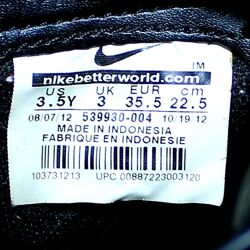 nikebetterworld.com
TM
US UK EUR cm
3.5Y 3 35.5 22.5
08/07/12 539930-004 10/19/12
MADE IN INDONESIA
FABRIQUE EN INDONESIE
103731213 UPC 00887223003120